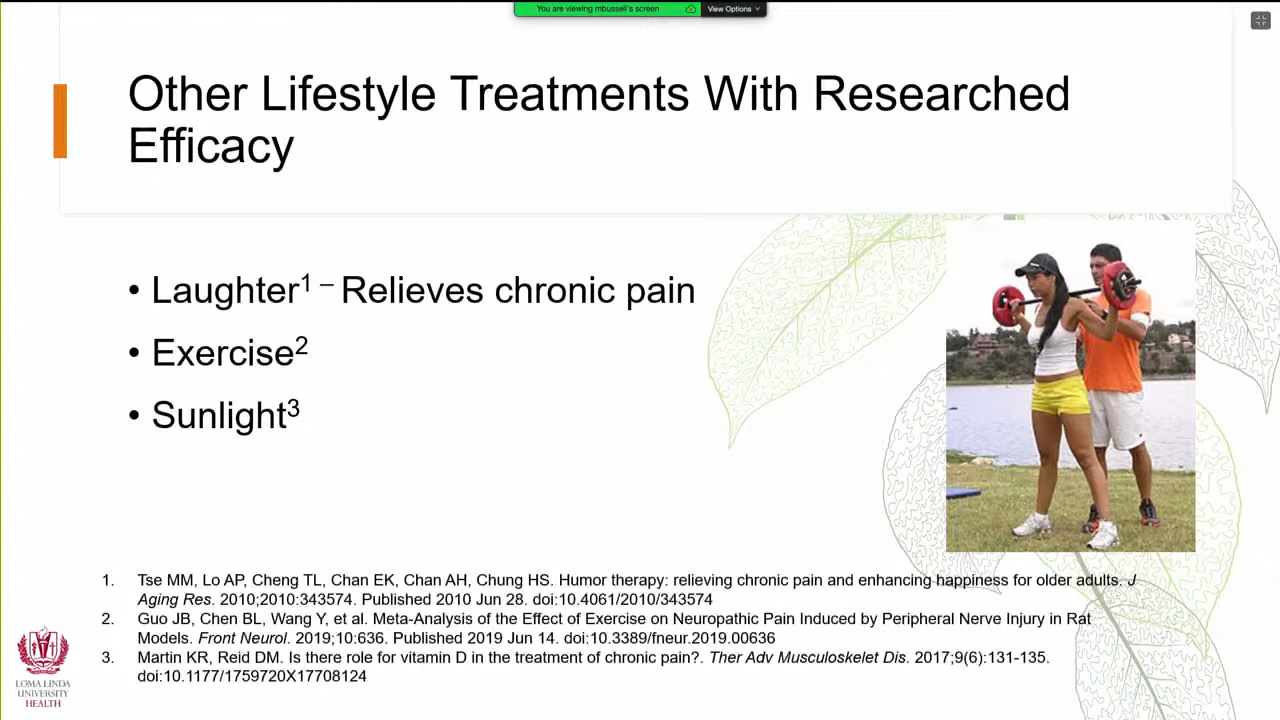 You are viewing mbussell's screen
View Options
Other Lifestyle Treatments With Researched
Efficacy
• Laughter1 – Relieves chronic pain
• Exercise2
• Sunlight3
1. Tse MM, Lo AP, Cheng TL, Chan EK, Chan AH, Chung HS. Humor therapy: relieving chronic pain and enhancing happiness for older adults. J
Aging Res. 2010;2010:343574. Published 2010 Jun 28. doi:10.4061/2010/343574
2. Guo JB, Chen BL, Wang Y, et al. Meta-Analysis of the Effect of Exercise on Neuropathic Pain Induced by Peripheral Nerve Injury in Rat
Models. Front Neurol. 2019;10:636. Published 2019 Jun 14. doi:10.3389/fneur.2019.00636
3. Martin KR, Reid DM. Is there role for vitamin D in the treatment of chronic pain?. Ther Adv Musculoskelet Dis. 2017;9(6):131-135.
doi:10.1177/1759720X17708124
LOMA LINDA
UNIVERSITY
HEALTH